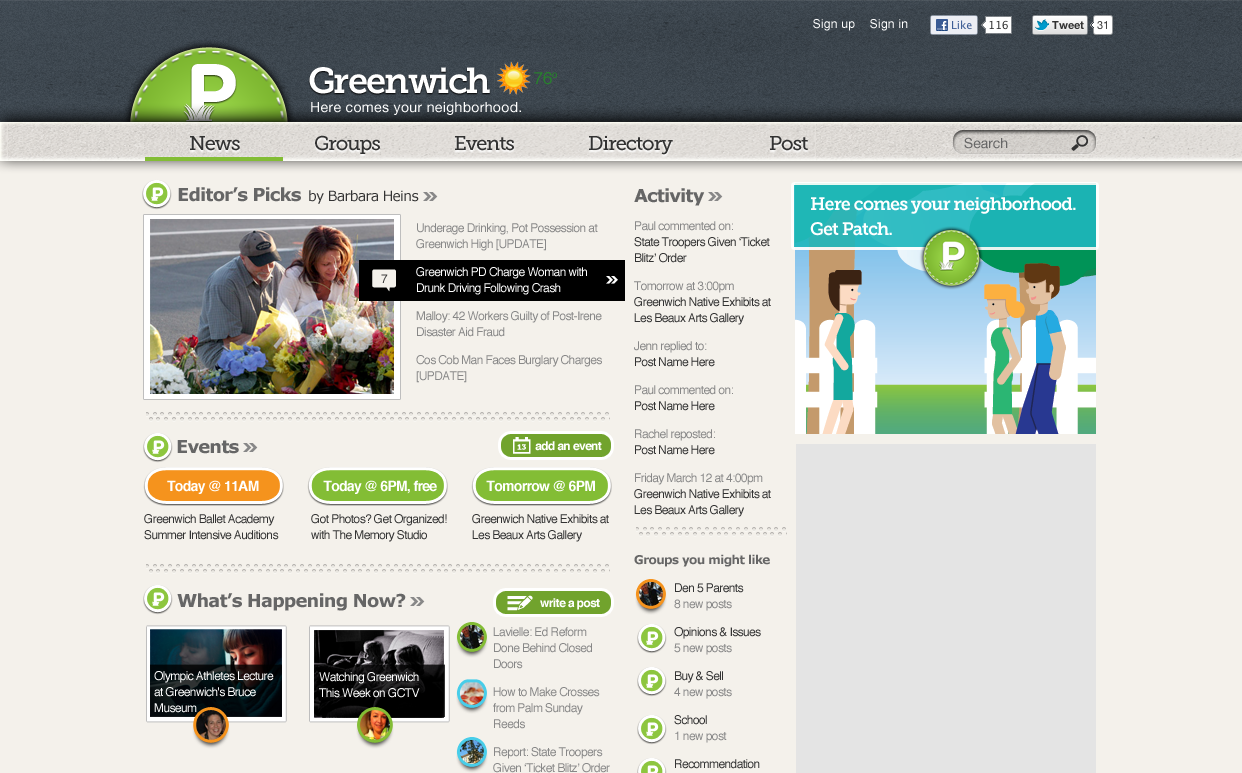 Sign up Sign in Like 116 Tweet 31
P
Greenwich 76º
Here comes your neighborhood.
News Groups Events Directory Post Search
P Editor's Picks by Barbara Heins »
Underage Drinking, Pot Possession at
Greenwich High [UPDATE]
7
Greenwich PD Charge Woman with
Drunk Driving Following Crash »
Malloy: 42 Workers Guilty of Post-Irene
Disaster Aid Fraud
Cos Cob Man Faces Burglary Charges
[UPDATE]
P Events »
13 add an event
Today @ 11AM
Greenwich Ballet Academy
Summer Intensive Auditions
Today @ 6PM, free
Got Photos? Get Organized!
with The Memory Studio
Tomorrow @ 6PM
Greenwich Native Exhibits at
Les Beaux Arts Gallery
P What's Happening Now? »
write a post
Olympic Athletes Lecture
at Greenwich's Bruce
Museum
Watching Greenwich
This Week on GCTV
Lavielle: Ed Reform
Done Behind Closed
Doors
How to Make Crosses
from Palm Sunday
Reeds
Report: State Troopers
Given 'Ticket Blitz' Order
Activity »
Paul commented on:
State Troopers Given 'Ticket
Blitz' Order
Tomorrow at 3:00pm
Greenwich Native Exhibits at
Les Beaux Arts Gallery
Jenn replied to:
Post Name Here
Paul commented on:
Post Name Here
Rachel reposted:
Post Name Here
Friday March 12 at 4:00pm
Greenwich Native Exhibits at
Les Beaux Arts Gallery
Groups you might like
Den 5 Parents
8 new posts
P Opinions & Issues
5 new posts
P Buy & Sell
4 new posts
P School
1 new post
P Recommendation
Here comes your neighborhood.
Get Patch.
P